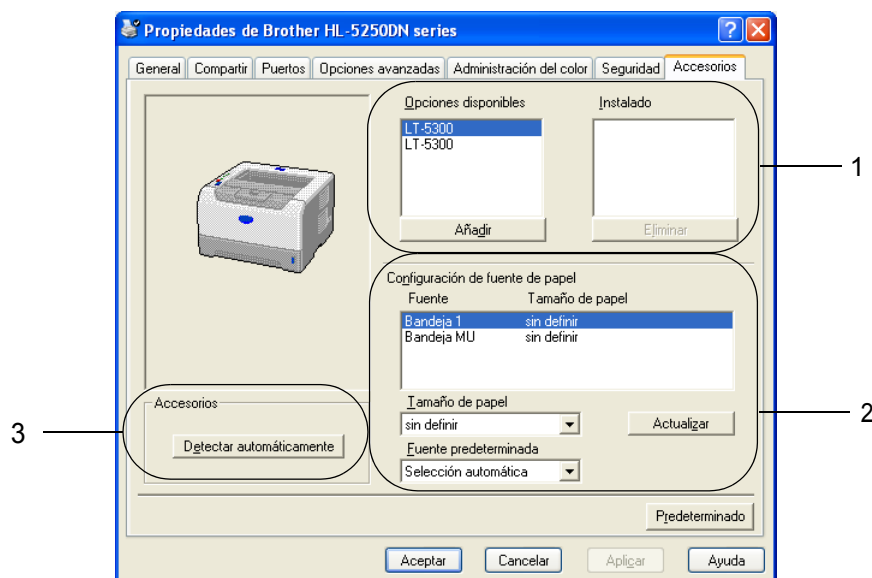 Propiedades de Brother HL-5250DN series
General Compartir Puertos Opciones avanzadas Administración del color Seguridad Accesorios
Opciones disponibles Instalado
LT-5300
LT-5300
1
Añadir Eliminar
Configuración de fuente de papel
Fuente Tamaño de papel
Bandeja 1 sin definir
Bandeja MU sin definir
Accesorios
Tamaño de papel
2
sin definir Actualizar
3
Detectar automáticamente
Fuente predeterminada
Selección automática
Predeterminado
Aceptar Cancelar Aplicar Ayuda